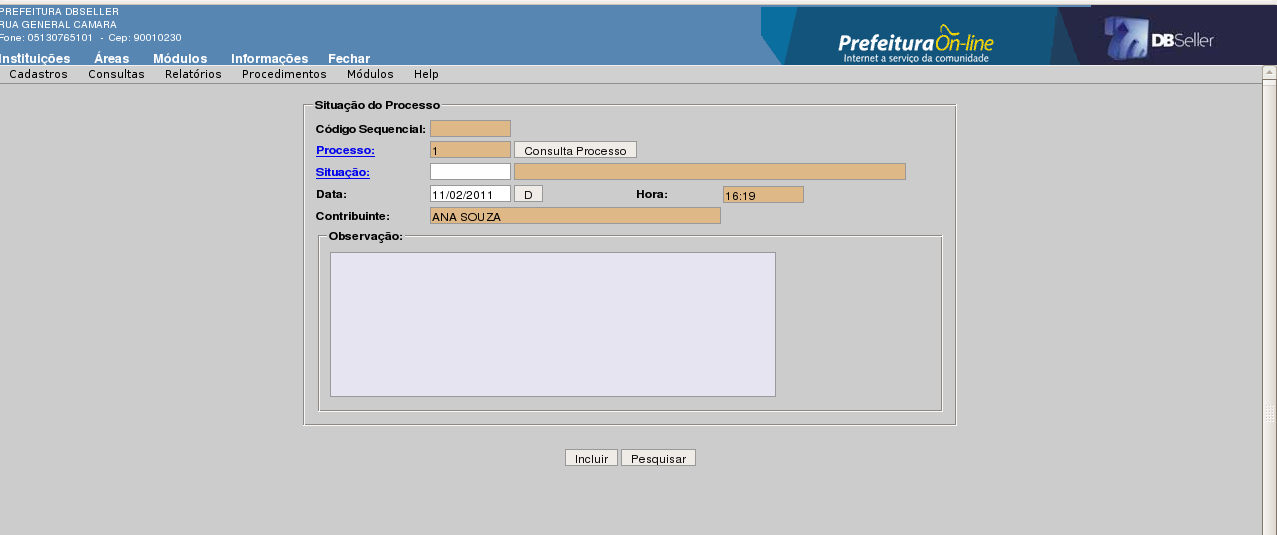 PREFEITURA DBSELLER
RUA GENERAL CAMARA
Fone: 05130765101 - Cep: 90010230
Prefeitura On-line
Internet a serviço da comunidade
DBSeller
Instituições Áreas Módulos Informações Fechar
Cadastros Consultas Relatórios Procedimentos Módulos Help
Situação do Processo
Código Sequencial:
Processo: 1 Consulta Processo
Situação:
Data: 11/02/2011 D Hora: 16:19
Contribuinte: ANA SOUZA
Observação:
Incluir Pesquisar